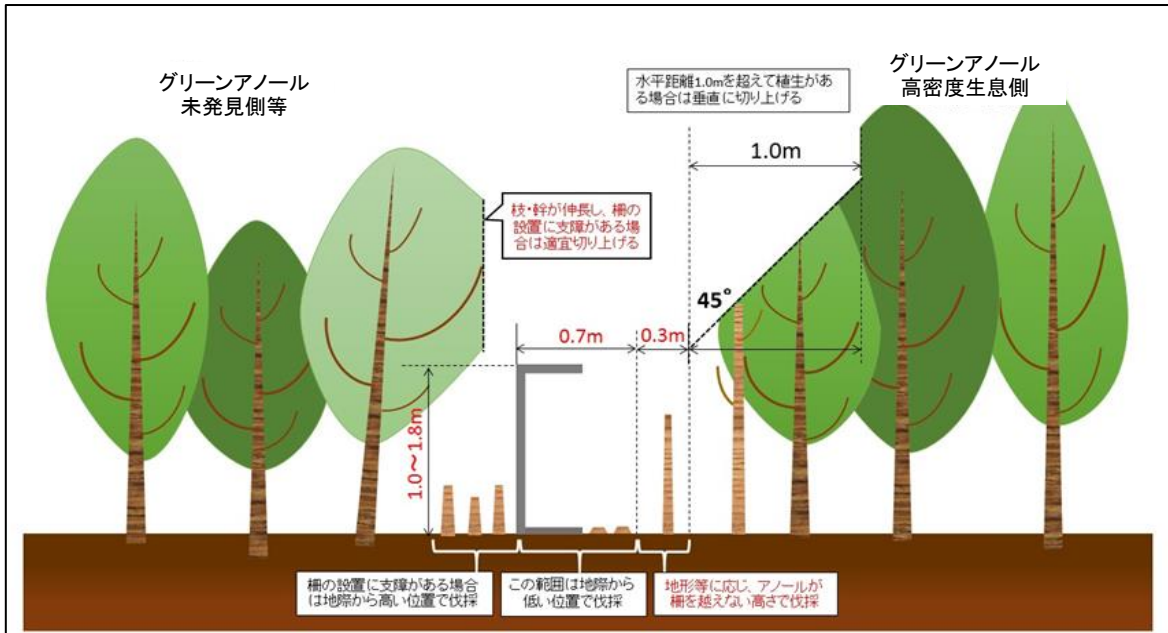 グリーンアノール
未発見側等
グリーンアノール
高密度生息側
水平距離1.0mを超えて植生があ
る場合は垂直に切り上げる
1.0m
枝・幹が伸長し、柵の
設置に支障がある場
合は適宜切り上げる
45°
0.7m
0.3m
1.0～1.8m
柵の設置に支障がある場合
は地際から高い位置で伐採
この範囲は地際から
低い位置で伐採
地形等に応じ、アノールが
柵を越えない高さで伐採